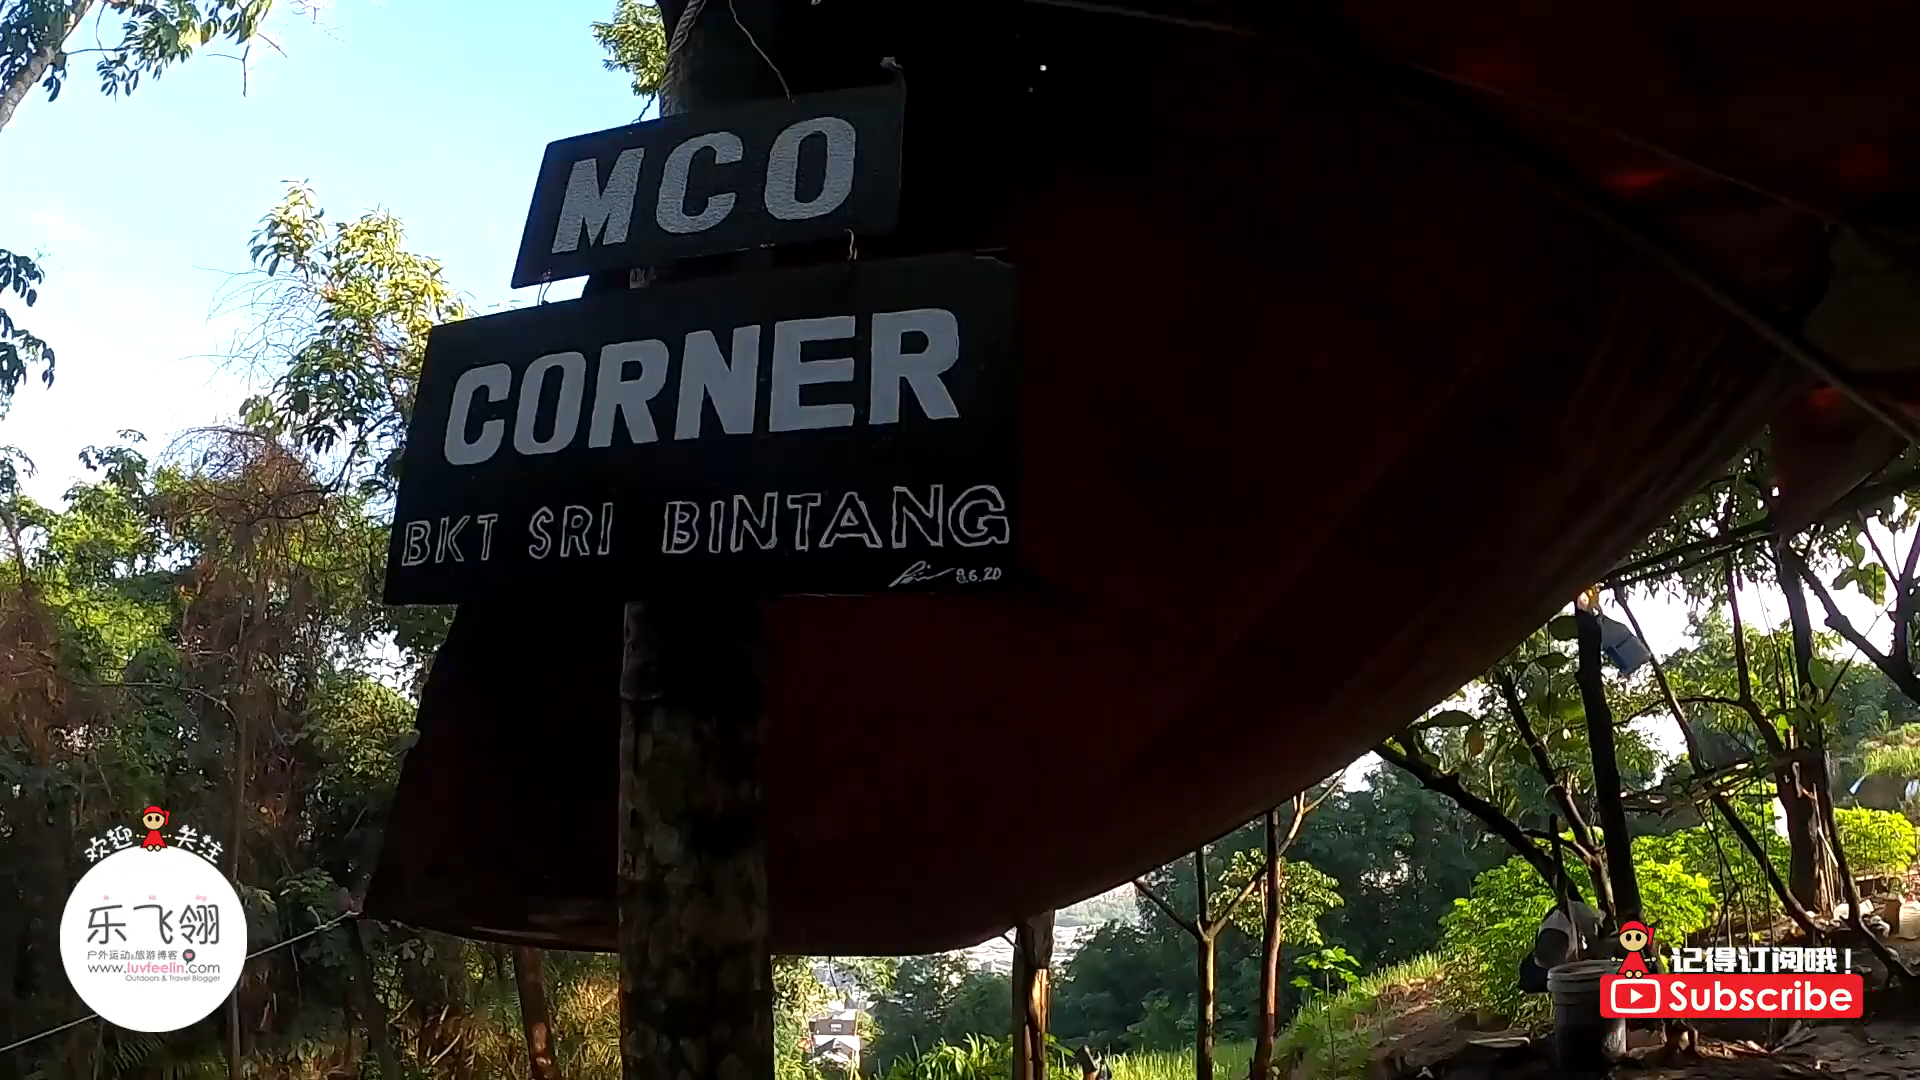 MCO
CORNER
BKT SRI BINTANG
8.6.20
欢迎 关注
乐飞翎
户外运动&旅游博客
www.luvfeelin.com
Outdoors & Travel Blogger
记得订阅哦!
Subscribe